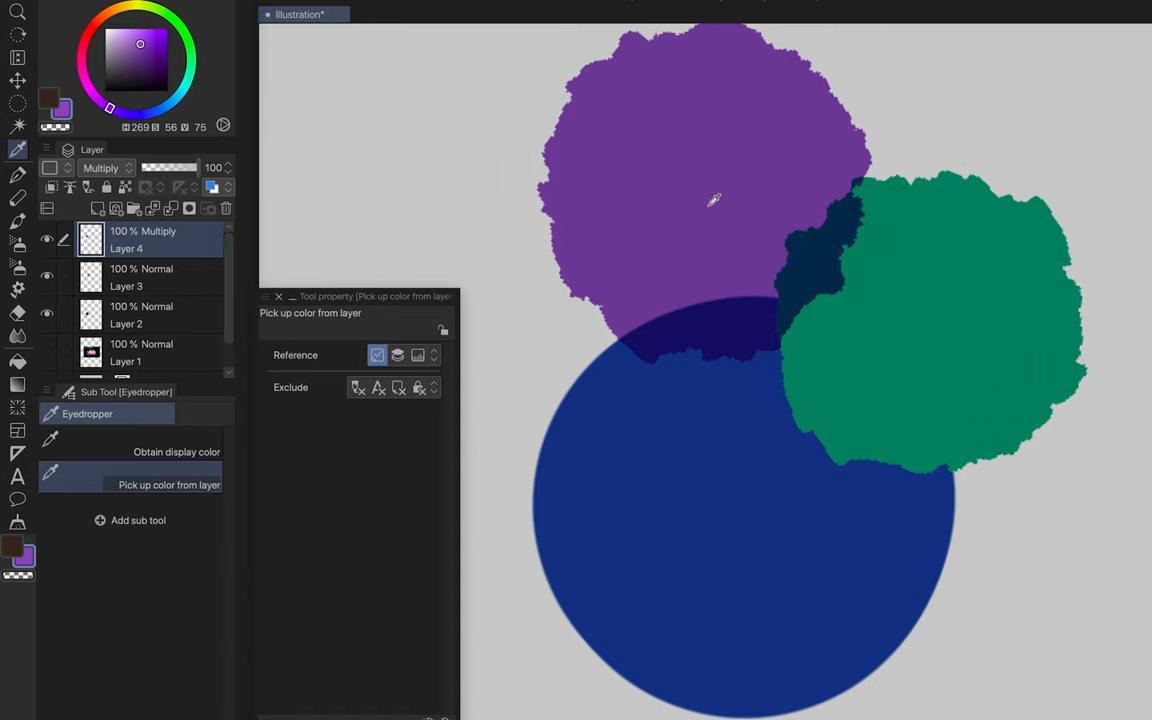 Illustration*
H 269 S 56 V 75
Layer
Multiply 100
100 % Multiply
Layer 4
100 % Normal
Layer 3
100 % Normal
Layer 2
100 % Normal
Layer 1
Tool property [Pick up color from layer
Pick up color from layer
Reference
Exclude
Sub Tool [Eyedropper]
Eyedropper
Obtain display color
Pick up color from layer
Add sub tool